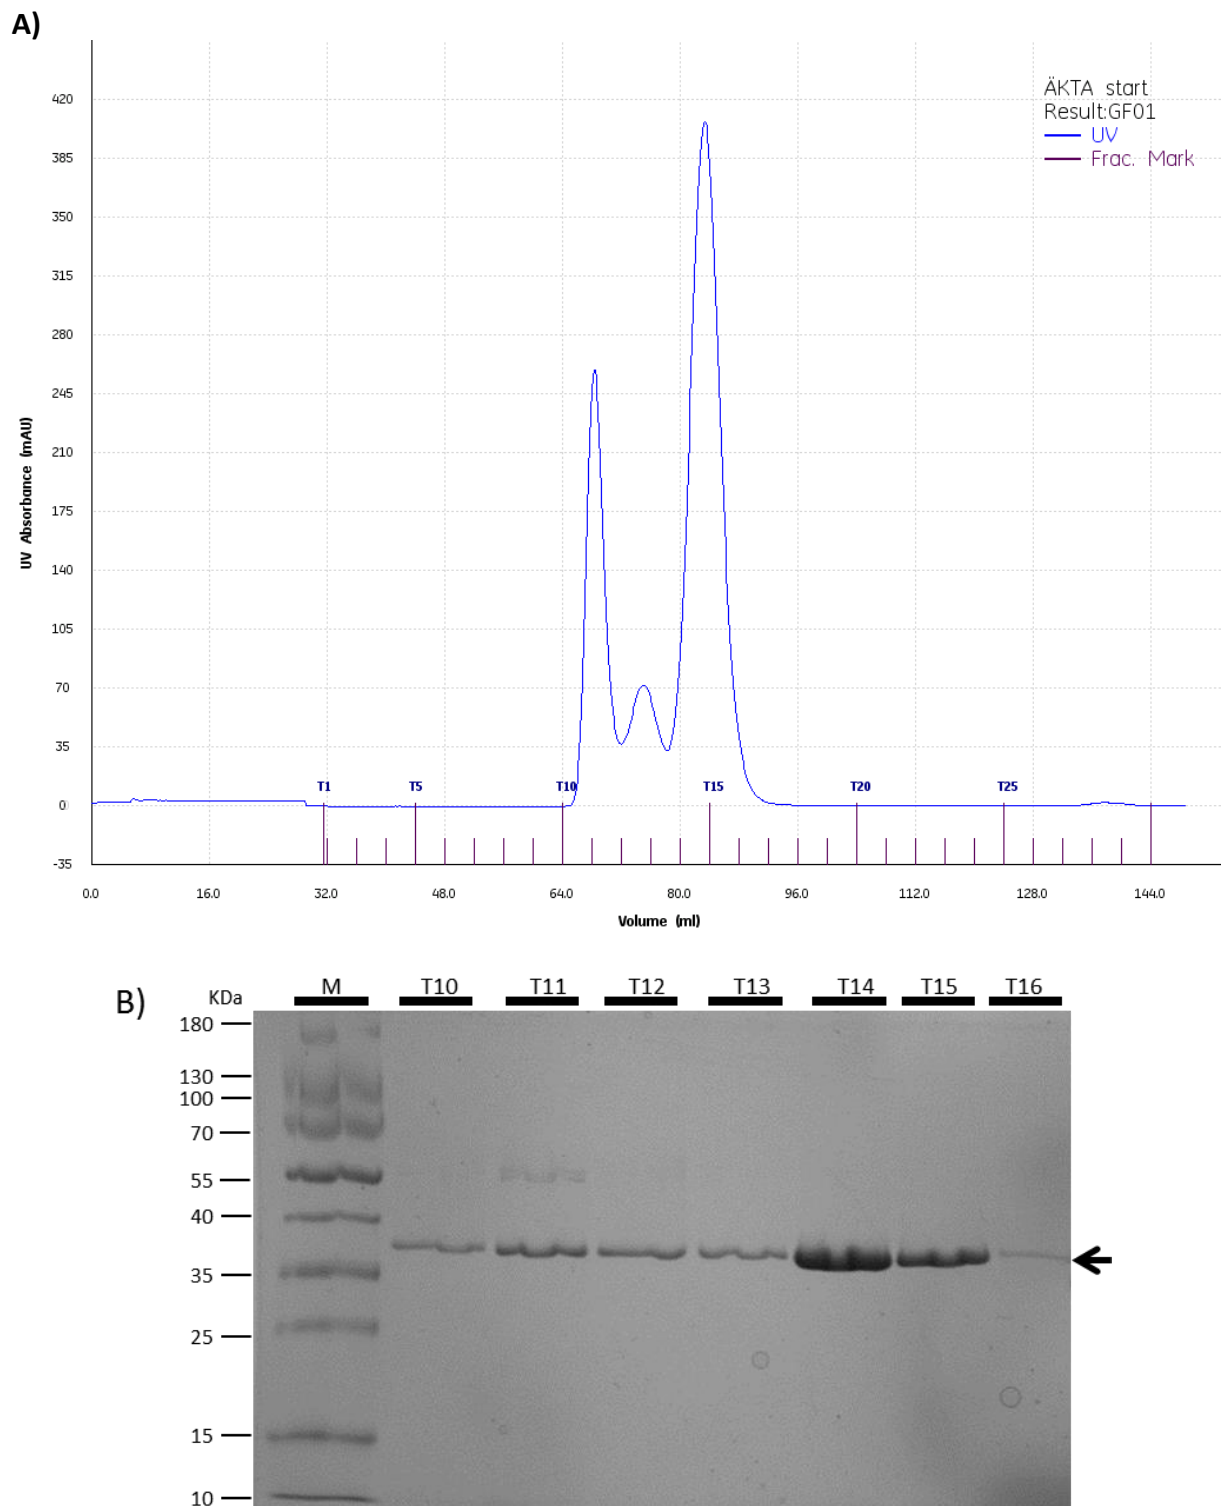 A)
ÄKTA start
Result:GF01
UV
Frac. Mark
420
385
350
315
280
245
210
175
140
105
70
35
0
-35
UV Absorbance (mAU)
T1 T5 T10 T15 T20 T25
0.0 16.0 32.0 48.0 64.0 80.0 96.0 112.0 128.0 144.0
Volume (ml)
B)
KDa M T10 T11 T12 T13 T14 T15 T16
180
130
100
70
55
40
35
25
15
10